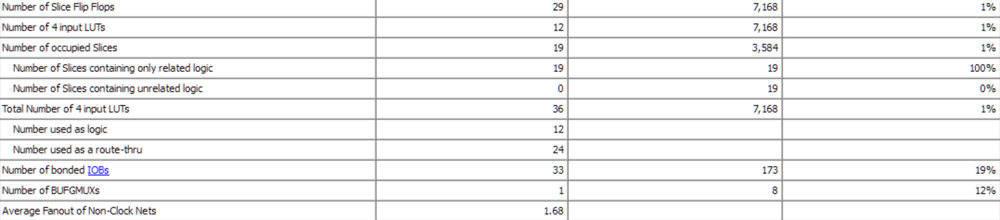 Number of Slice Flip Flops 29 7,168 1%
Number of 4 input LUTs 12 7,168 1%
Number of occupied Slices 19 3,584 1%
Number of Slices containing only related logic 19 19 100%
Number of Slices containing unrelated logic 0 19 0%
Total Number of 4 input LUTs 36 7,168 1%
Number used as logic 12
Number used as a route-thru 24
Number of bonded IOBs 33 173 19%
Number of BUFGMUXs 1 8 12%
Average Fanout of Non-Clock Nets 1.68